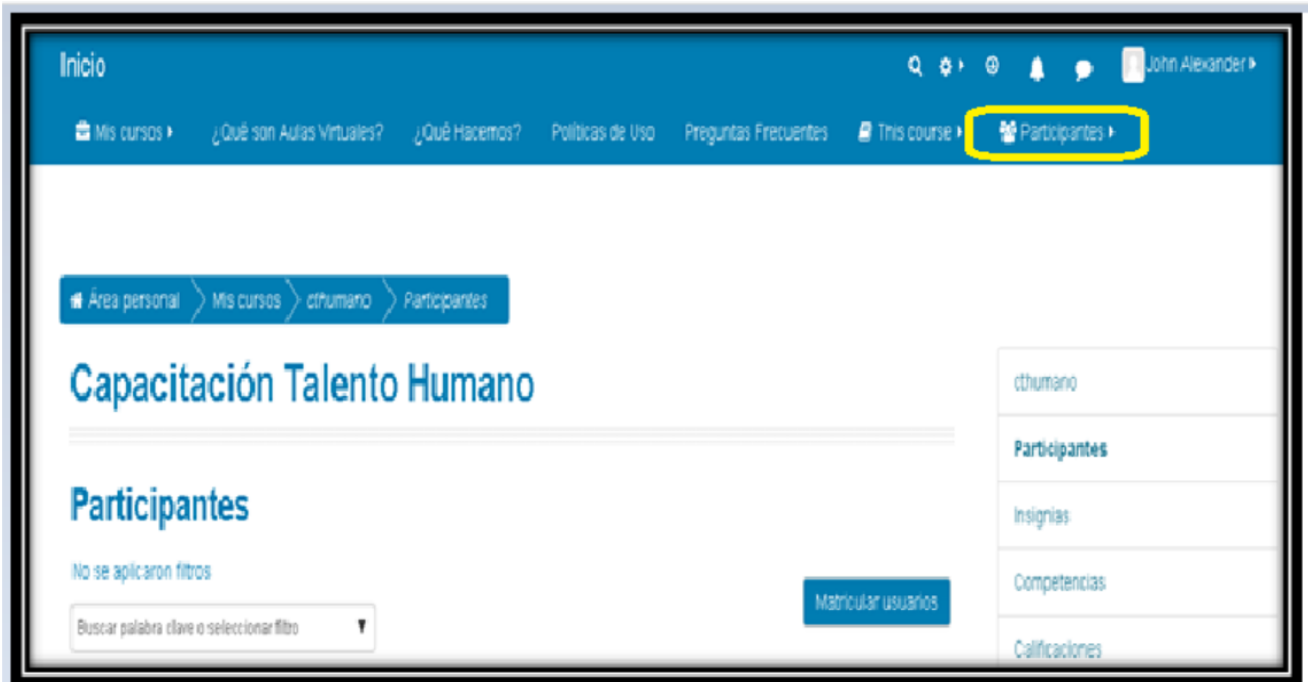 Inicio
John Alexander
Mis cursos
¿Qué son Aulas Virtuales?
¿Qué Hacemos?
Políticas de Uso
Preguntas Frecuentes
This course
Participantes
Área personal
Mis cursos
cthumano
Participantes
Capacitación Talento Humano
Participantes
No se aplicaron filtros
Buscar palabra clave o seleccionar filtro
Matricular usuarios
cthumano
Participantes
Insignias
Competencias
Calificaciones